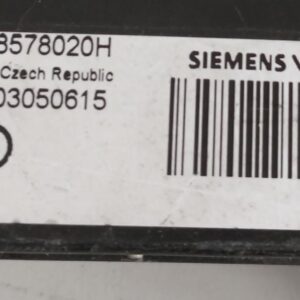 8578020H
Czech Republic
03050615
SIEMENS V